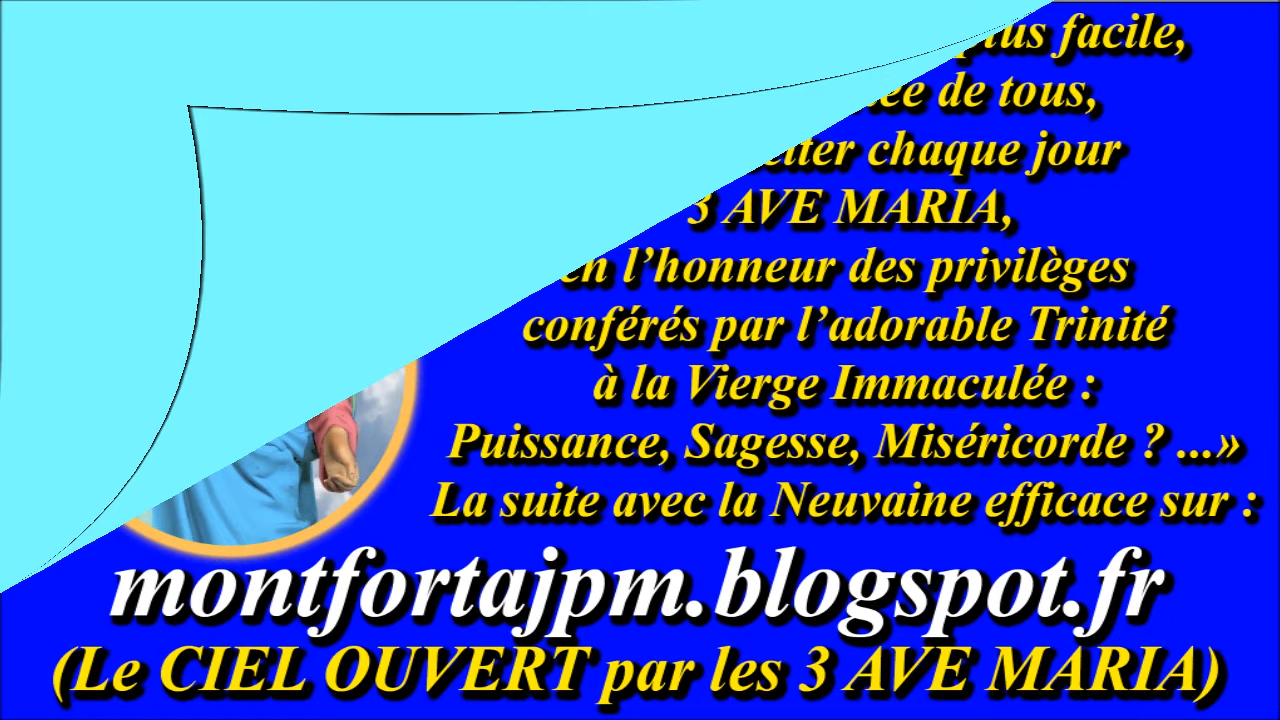 facile,
de tous,
chaque jour
3 AVE MARIA,
en l’honneur des privilèges
conférés par l’adorable Trinité
à la Vierge Immaculée :
Puissance, Sagesse, Miséricorde ? ...»
La suite avec la Neuvaine efficace sur :
montfortajpm.blogspot.fr
(Le CIEL OUVERT par les 3 AVE MARIA)